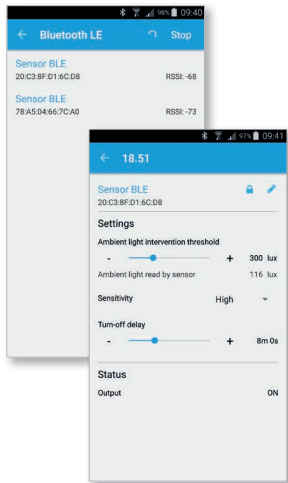 98% 09:40
Bluetooth LE Stop
Sensor BLE
20:C3:8F:D1:6C:D8 RSSI: -68
Sensor BLE
78:A5:04:66:7C:A0 RSSI: -73
97% 09:41
18.51
Sensor BLE
20:C3:8F:D1:6C:D8
Settings
Ambient light intervention threshold
- + 300 lux
Ambient light read by sensor 116 lux
Sensitivity High
Turn-off delay
- + 8m 0s
Status
Output ON